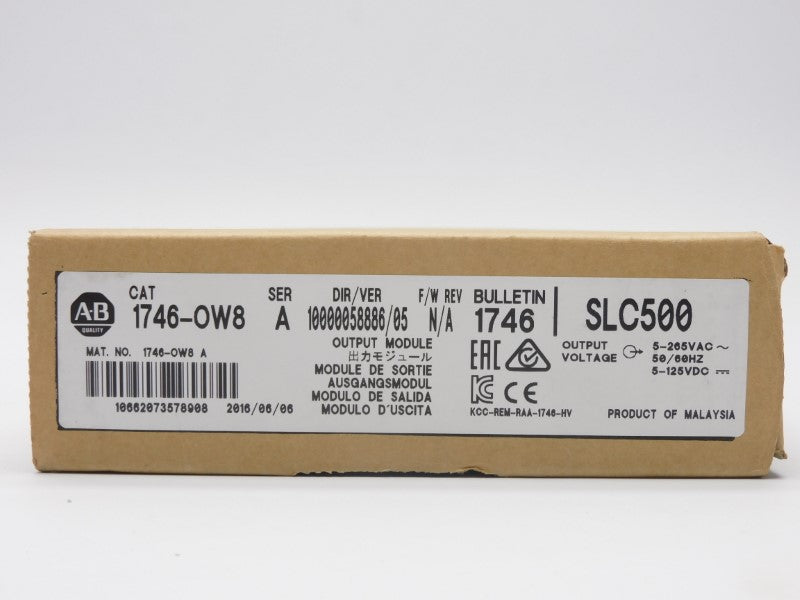 A-B
QUALITY
CAT
1746-OW8
SER
A
DIR/VER
10000058886/05
F/W REV
N/A
BULLETIN
1746
SLC500
MAT. NO. 1746-OW8 A
10662073578908 2016/06/06
OUTPUT MODULE
出力モジュール
MODULE DE SORTIE
AUSGANGSMODUL
MODULO DE SALIDA
MODULO D'USCITA
EAC
CE
KCC-REM-RAA-1746-HV
OUTPUT
VOLTAGE
5-265VAC ~
50/60HZ
5-125VDC ⎓
PRODUCT OF MALAYSIA